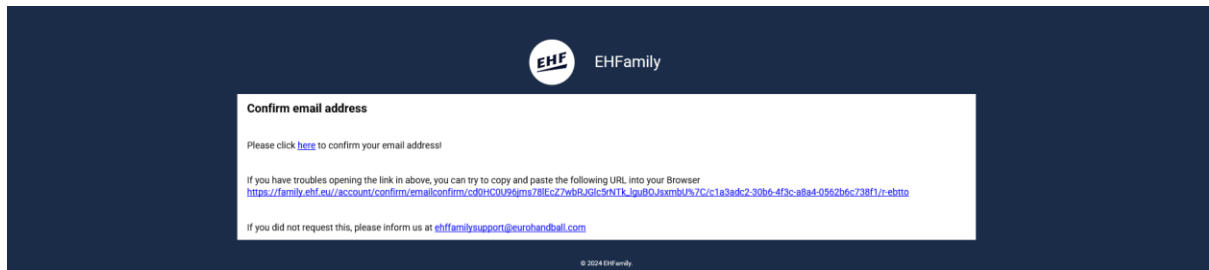 EHF
EHFamily
Confirm email address
Please click here to confirm your email address!
If you have troubles opening the link in above, you can try to copy and paste the following URL into your Browser
https://family.ehf.eu//account/confirm/emailconfirm/cd0HC0U96jms78lEcZ7wbRJGlc5rNTk_lguBOJsxmbU%7C/c1a3adc2-30b6-4f3c-a8a4-0562b6c738f1/r-ebtto
If you did not request this, please inform us at ehffamilysupport@eurohandball.com
© 2024 EHFamily.